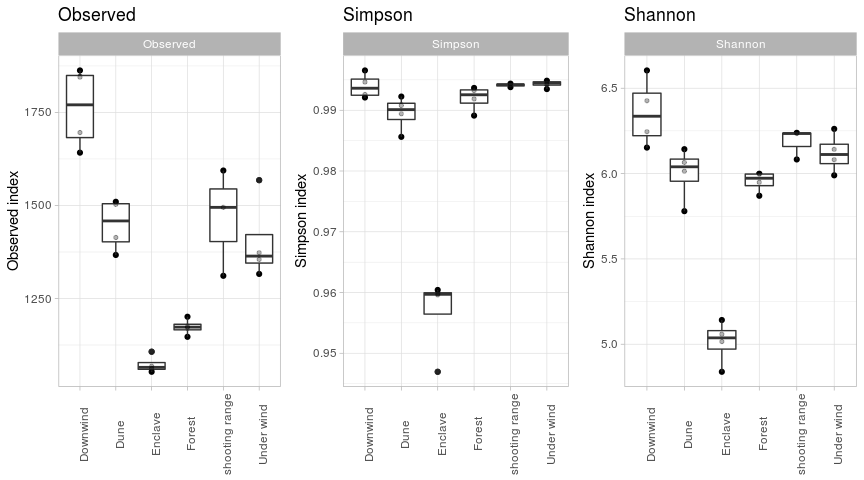 Observed
Observed
Observed index
1750
1500
1250
Downwind
Dune
Enclave
Forest
shooting range
Under wind
Simpson
Simpson
Simpson index
0.99
0.98
0.97
0.96
0.95
Downwind
Dune
Enclave
Forest
shooting range
Under wind
Shannon
Shannon
Shannon index
6.5
6.0
5.5
5.0
Downwind
Dune
Enclave
Forest
shooting range
Under wind